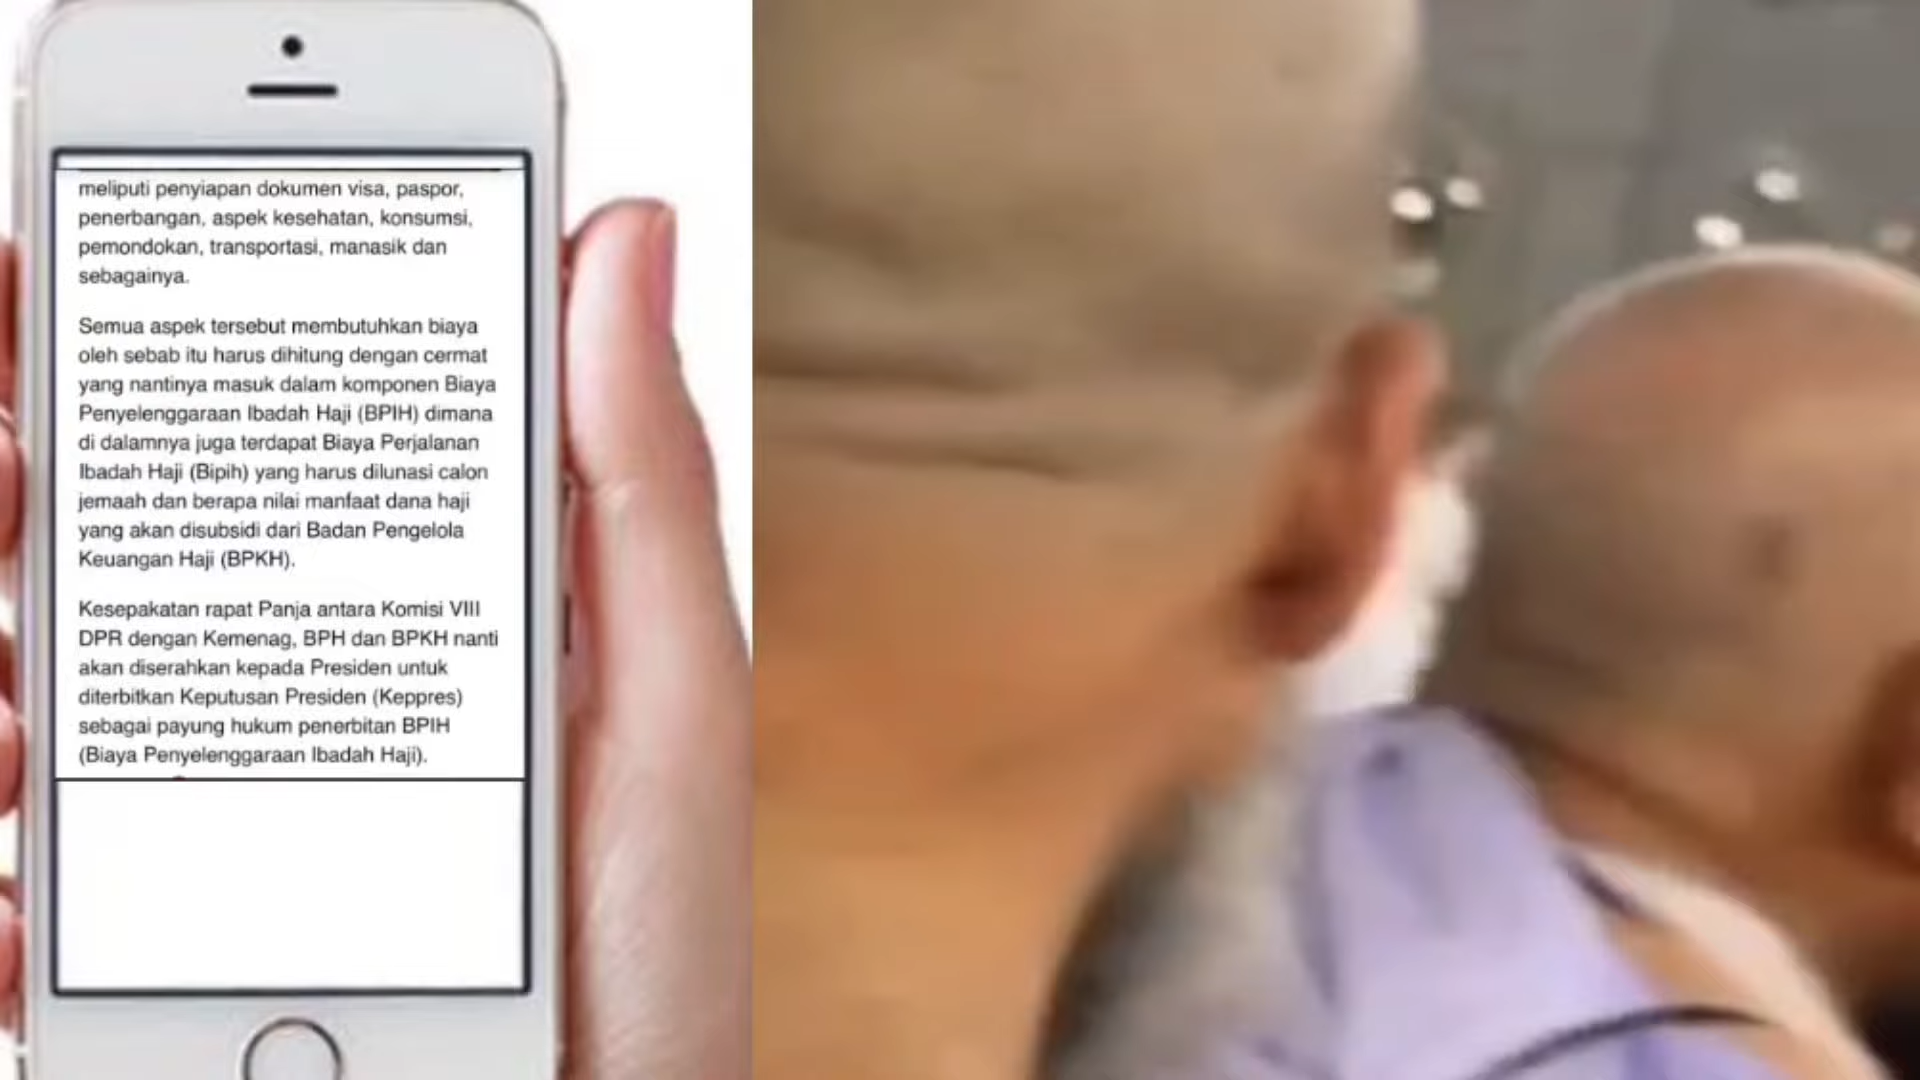 meliputi penyiapan dokumen visa, paspor,
penerbangan, aspek kesehatan, konsumsi,
pemondokan, transportasi, manasik dan
sebagainya.
Semua aspek tersebut membutuhkan biaya
oleh sebab itu harus dihitung dengan cermat
yang nantinya masuk dalam komponen Biaya
Penyelenggaraan Ibadah Haji (BPIH) dimana
di dalamnya juga terdapat Biaya Perjalanan
Ibadah Haji (Bipih) yang harus dilunasi calon
jemaah dan berapa nilai manfaat dana haji
yang akan disubsidi dari Badan Pengelola
Keuangan Haji (BPKH).
Kesepakatan rapat Panja antara Komisi VIII
DPR dengan Kemenag, BPH dan BPKH nanti
akan diserahkan kepada Presiden untuk
diterbitkan Keputusan Presiden (Keppres)
sebagai payung hukum penerbitan BPIH
(Biaya Penyelenggaraan Ibadah Haji).